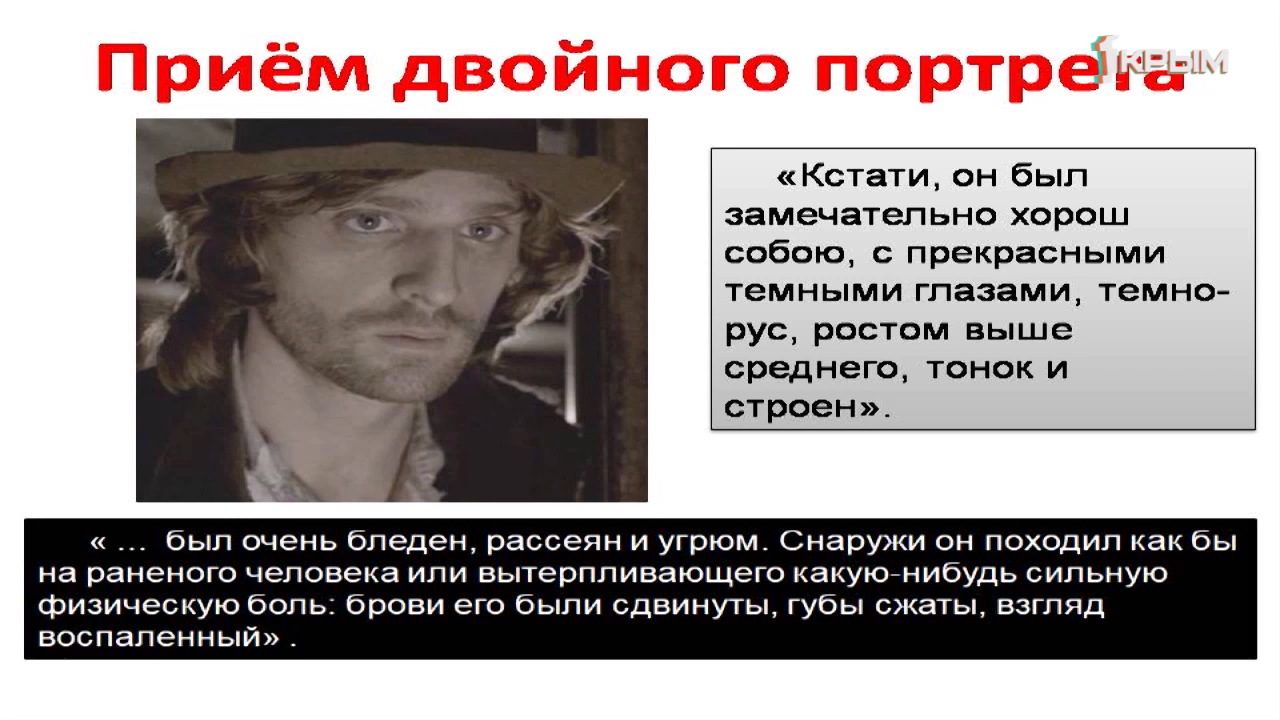 Приём двойного портрета
1КРЫМ
«Кстати, он был
замечательно хорош
собою, с прекрасными
темными глазами, темно-
рус, ростом выше
среднего, тонок и
строен».
« ... был очень бледен, рассеян и угрюм. Снаружи он походил как бы
на раненого человека или вытерпливающего какую-нибудь сильную
физическую боль: брови его были сдвинуты, губы сжаты, взгляд
воспаленный» .